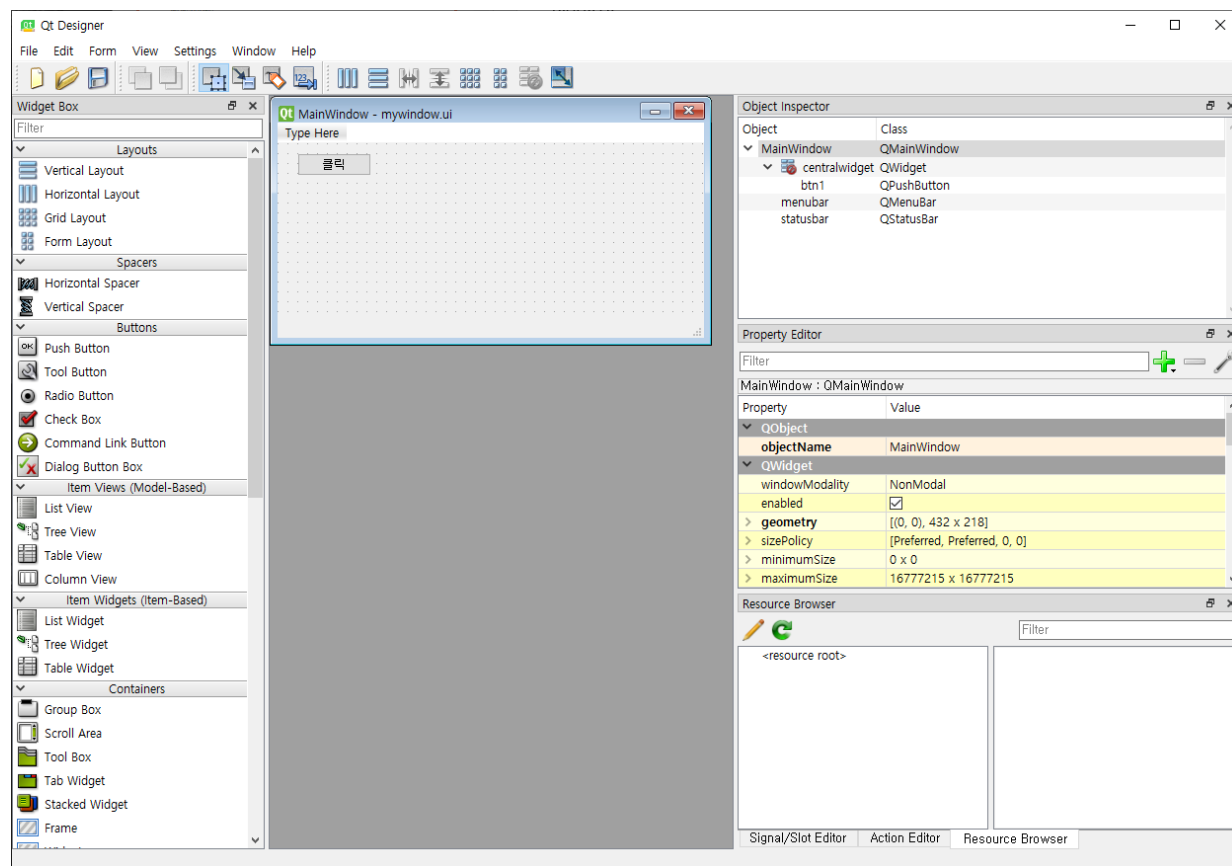 Qt Designer
File Edit Form View Settings Window Help
Widget Box
Filter
Layouts
Vertical Layout
Horizontal Layout
Grid Layout
Form Layout
Spacers
Horizontal Spacer
Vertical Spacer
Buttons
Push Button
Tool Button
Radio Button
Check Box
Command Link Button
Dialog Button Box
Item Views (Model-Based)
List View
Tree View
Table View
Column View
Item Widgets (Item-Based)
List Widget
Tree Widget
Table Widget
Containers
Group Box
Scroll Area
Tool Box
Tab Widget
Stacked Widget
Frame
MainWindow - mywindow.ui
Type Here
클릭
Object Inspector
Object Class
MainWindow QMainWindow
centralwidget QWidget
btn1 QPushButton
menubar QMenuBar
statusbar QStatusBar
Property Editor
Filter
MainWindow : QMainWindow
Property Value
QObject
objectName MainWindow
QWidget
windowModality NonModal
enabled
geometry [(0, 0), 432 x 218]
sizePolicy [Preferred, Preferred, 0, 0]
minimumSize 0 x 0
maximumSize 16777215 x 16777215
Resource Browser
Filter
<resource root>
Signal/Slot Editor Action Editor Resource Browser